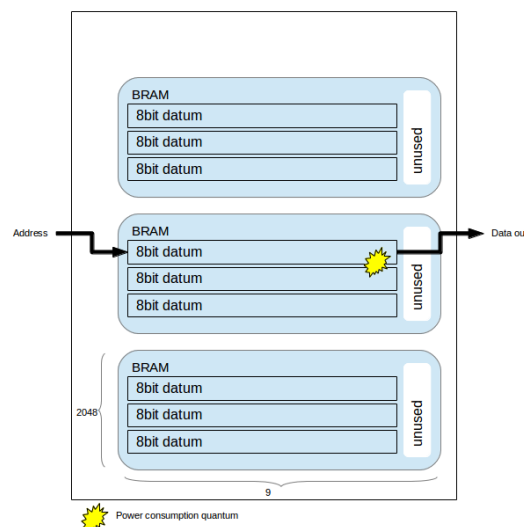 BRAM
8bit datum
8bit datum
8bit datum
unused
Address
BRAM
8bit datum
8bit datum
8bit datum
unused
Data ou
BRAM
8bit datum
8bit datum
8bit datum
unused
2048
9
Power consumption quantum